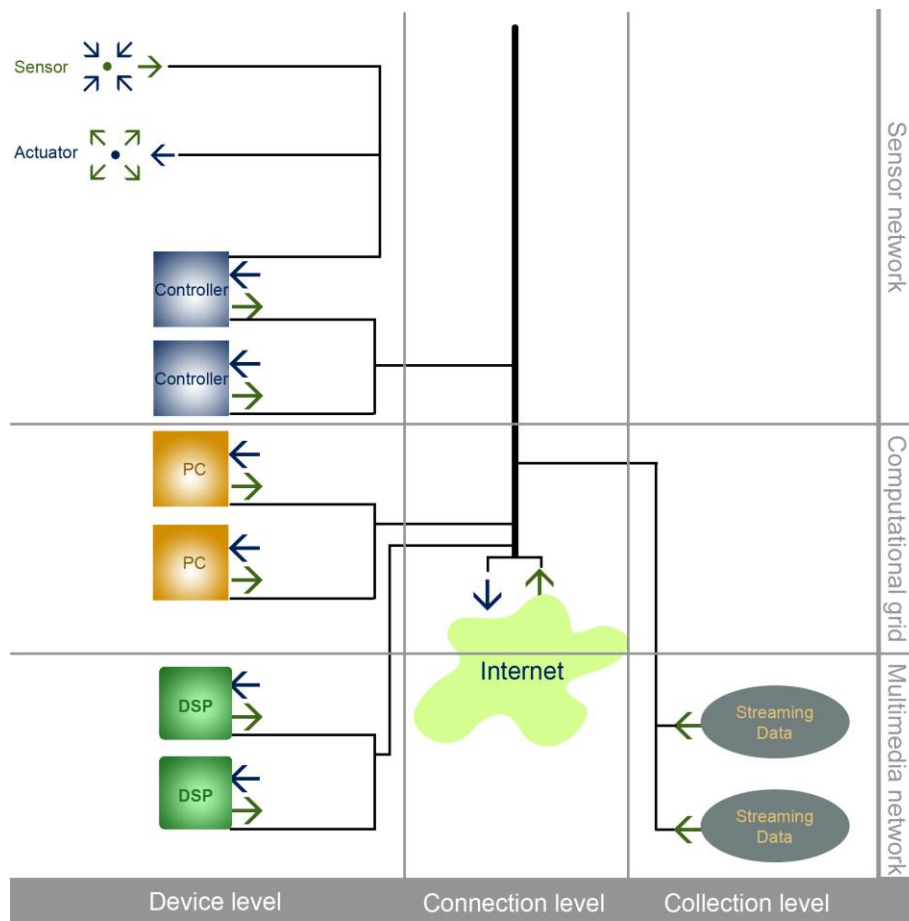 Sensor
Actuator
Controller
Controller
PC
PC
DSP
DSP
Internet
Streaming
Data
Streaming
Data
Sensor network
Computational grid
Multimedia network
Device level
Connection level
Collection level